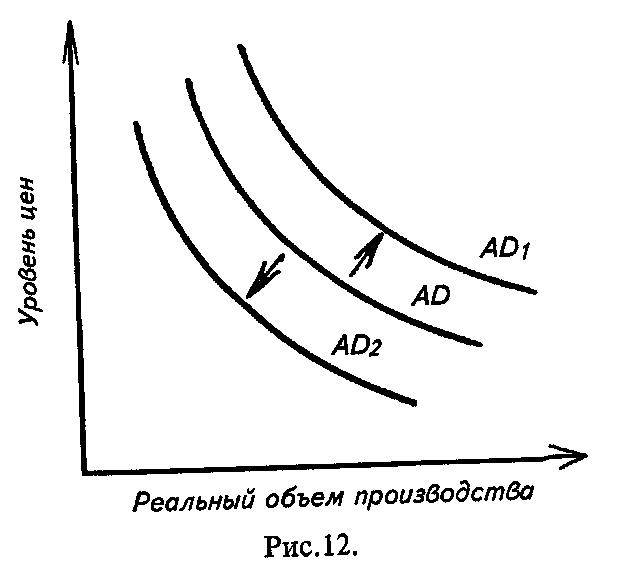 Уровень цен
AD1
AD
AD2
Реальный объем производства
Рис.12.